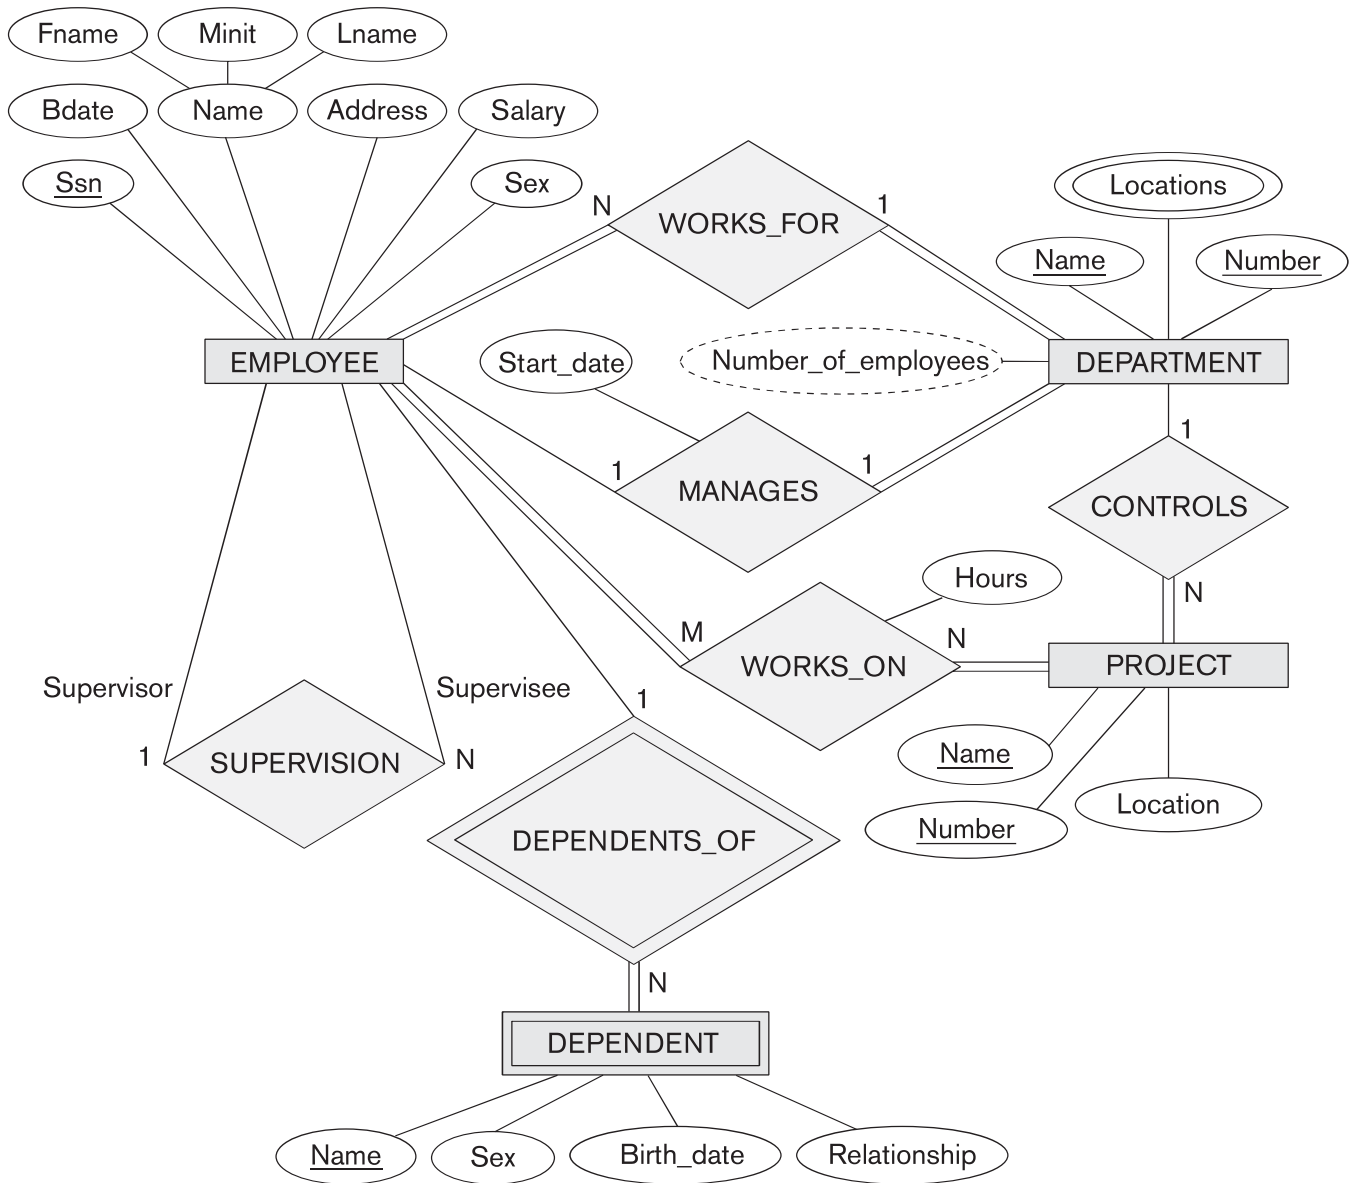 Fname
Minit
Lname
Bdate
Name
Address
Salary
Ssn
Sex
N
WORKS_FOR
1
Locations
Name
Number
EMPLOYEE
Start_date
Number_of_employees
DEPARTMENT
1
MANAGES
1
1
CONTROLS
N
Hours
M
WORKS_ON
N
PROJECT
Supervisor
Supervisee
1
SUPERVISION
N
1
Name
Number
Location
DEPENDENTS_OF
N
DEPENDENT
Name
Sex
Birth_date
Relationship